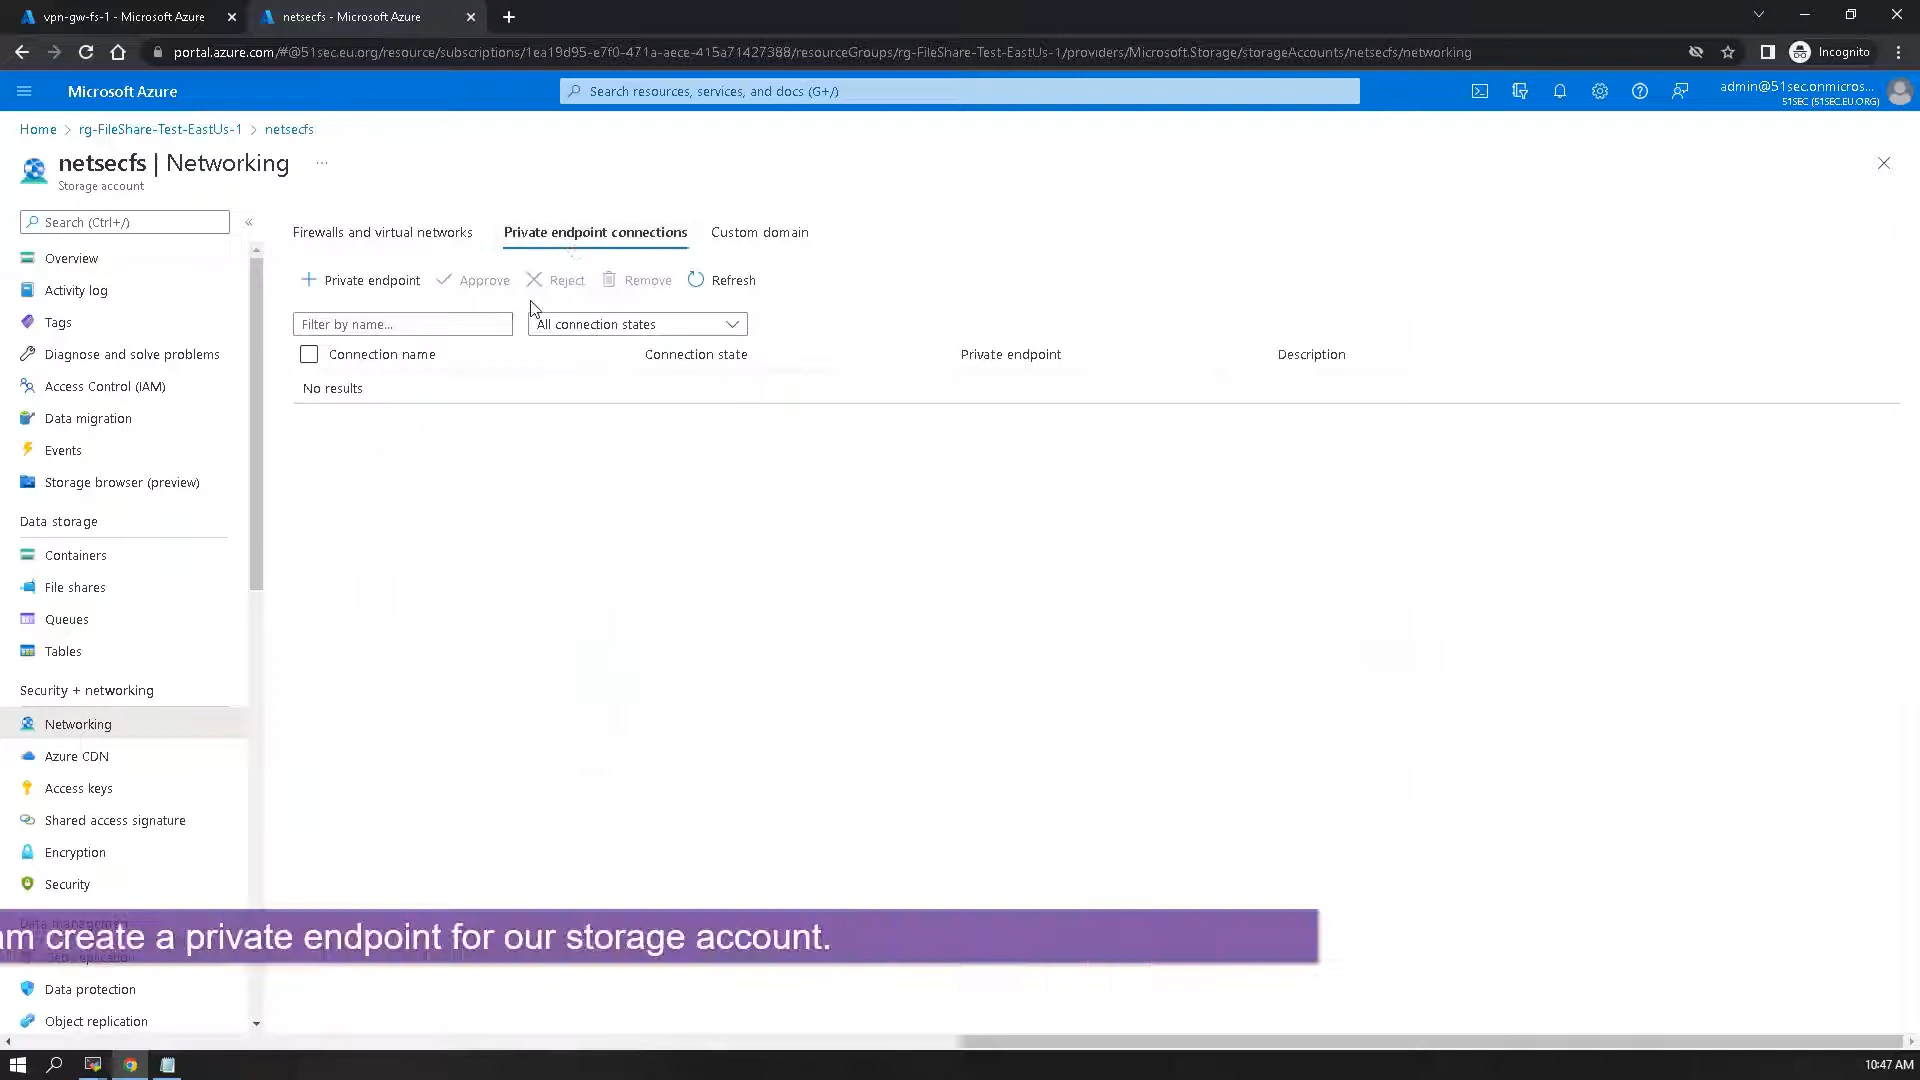 vpn-gw-fs-1 - Microsoft Azure
netsecfs - Microsoft Azure
portal.azure.com/#@51sec.eu.org/resource/subscriptions/1ea19d95-e7f0-471a-aece-415a71427388/resourceGroups/rg-FileShare-Test-EastUs-1/providers/Microsoft.Storage/storageAccounts/netsecfs/networking
Incognito
Microsoft Azure
Search resources, services, and docs (G+/)
admin@51sec.onmicros...
51SEC (51SEC.EU.ORG)
Home > rg-FileShare-Test-EastUs-1 > netsecfs
netsecfs | Networking ...
Storage account
Search (Ctrl+/)
«
Overview
Activity log
Tags
Diagnose and solve problems
Access Control (IAM)
Data migration
Events
Storage browser (preview)
Data storage
Containers
File shares
Queues
Tables
Security + networking
Networking
Azure CDN
Access keys
Shared access signature
Encryption
Security
Data management
Geo-replication
Data protection
Object replication
Firewalls and virtual networks
Private endpoint connections
Custom domain
+ Private endpoint
Approve
Reject
Remove
Refresh
Filter by name...
All connection states
Connection name
Connection state
Private endpoint
Description
No results
am create a private endpoint for our storage account.
10:47 AM